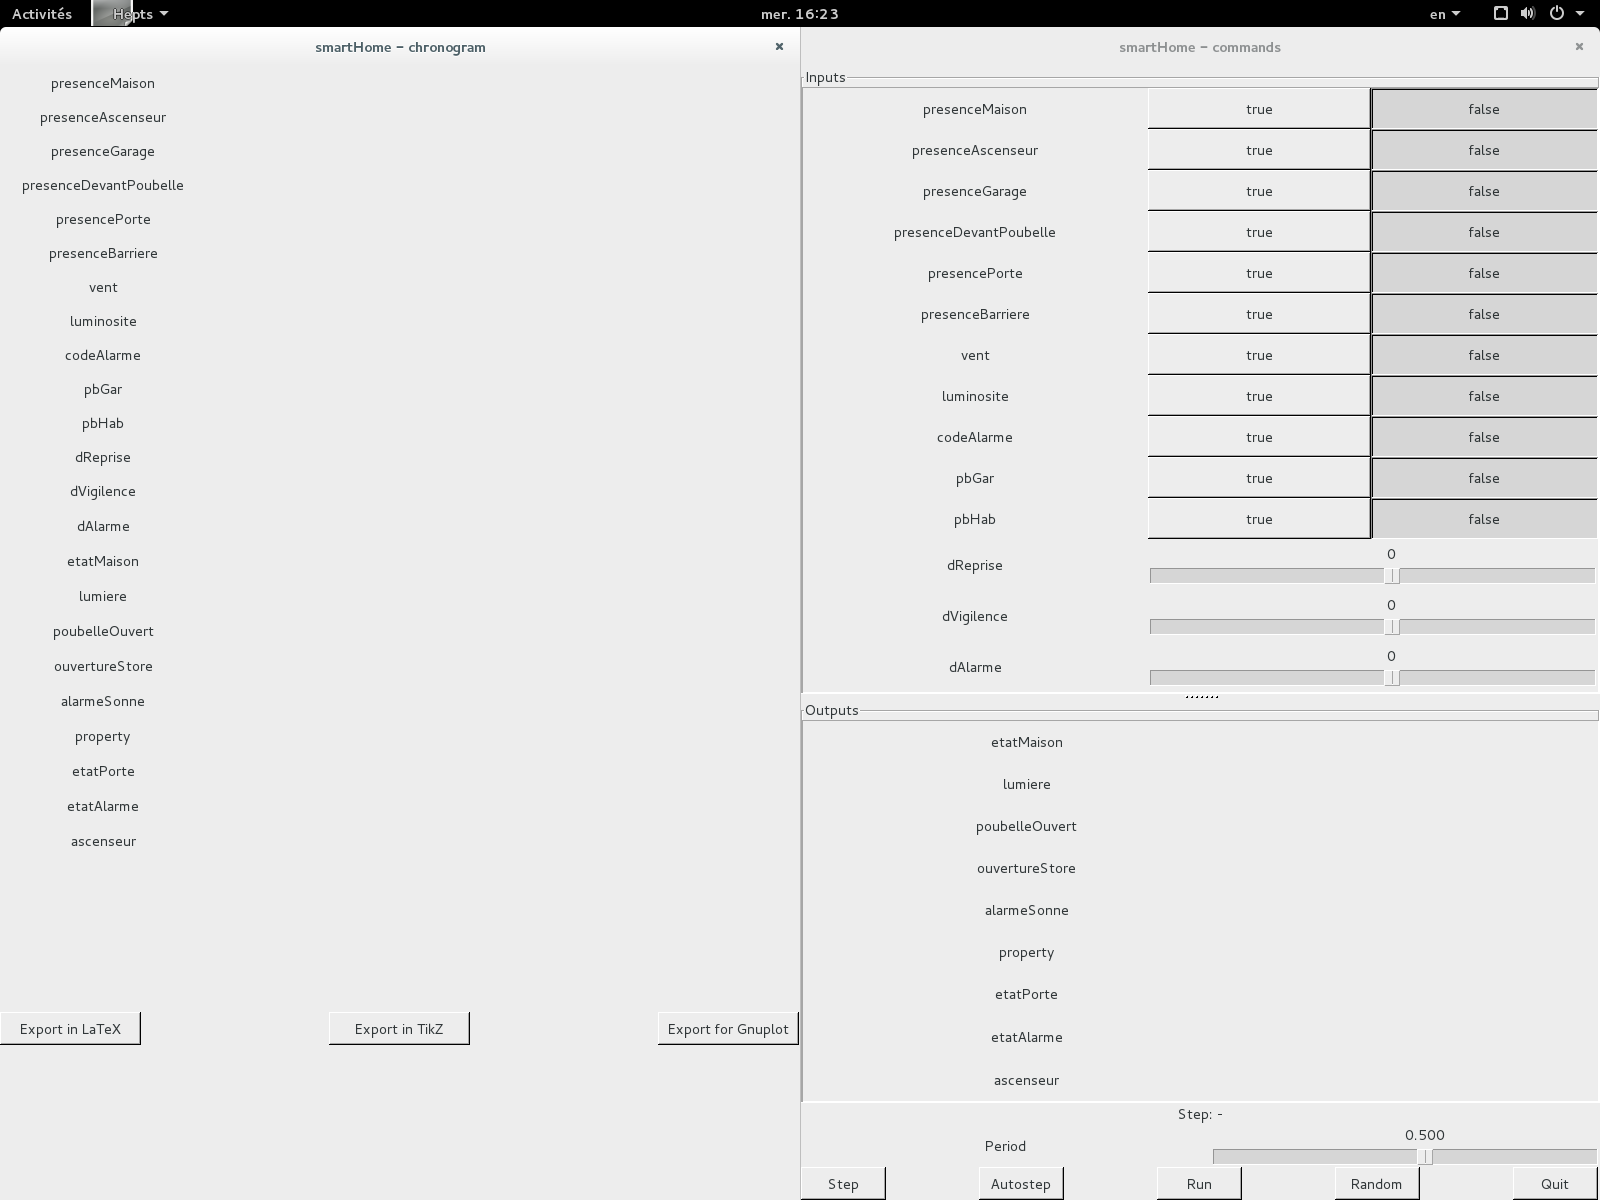 Activités Hepts mer. 16:23 en
smartHome - chronogram
presenceMaison
presenceAscenseur
presenceGarage
presenceDevantPoubelle
presencePorte
presenceBarriere
vent
luminosite
codeAlarme
pbGar
pbHab
dReprise
dVigilence
dAlarme
etatMaison
lumiere
poubelleOuvert
ouvertureStore
alarmeSonne
property
etatPorte
etatAlarme
ascenseur
Export in LaTeX Export in TikZ Export for Gnuplot
smartHome - commands
Inputs
presenceMaison true false
presenceAscenseur true false
presenceGarage true false
presenceDevantPoubelle true false
presencePorte true false
presenceBarriere true false
vent true false
luminosite true false
codeAlarme true false
pbGar true false
pbHab true false
0
dReprise
0
dVigilence
0
dAlarme
Outputs
etatMaison
lumiere
poubelleOuvert
ouvertureStore
alarmeSonne
property
etatPorte
etatAlarme
ascenseur
Step: -
0.500
Period
Step Autostep Run Random Quit